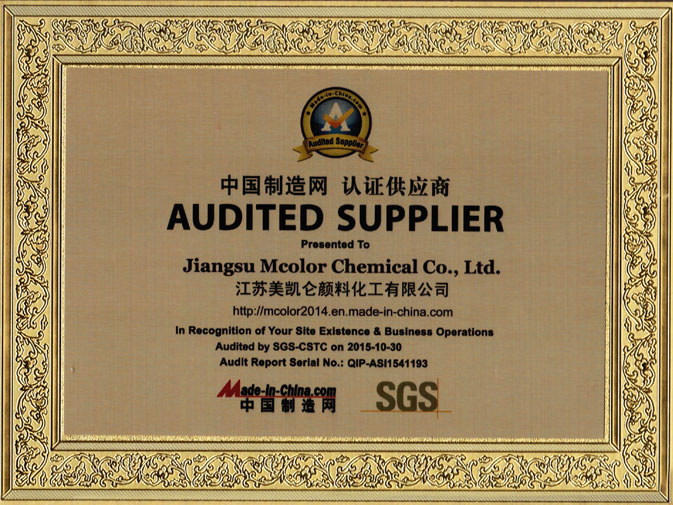 Made-in-China.com
A
Audited Supplier
中国制造网 认证供应商
AUDITED SUPPLIER
Presented To
Jiangsu Mcolor Chemical Co., Ltd.
江苏美凯仑颜料化工有限公司
http://mcolor2014.en.made-in-china.com
In Recognition of Your Site Existence & Business Operations
Audited by SGS-CSTC on 2015-10-30
Audit Report Serial No.: QIP-ASI1541193
Made-in-China.com
中国制造网
SGS